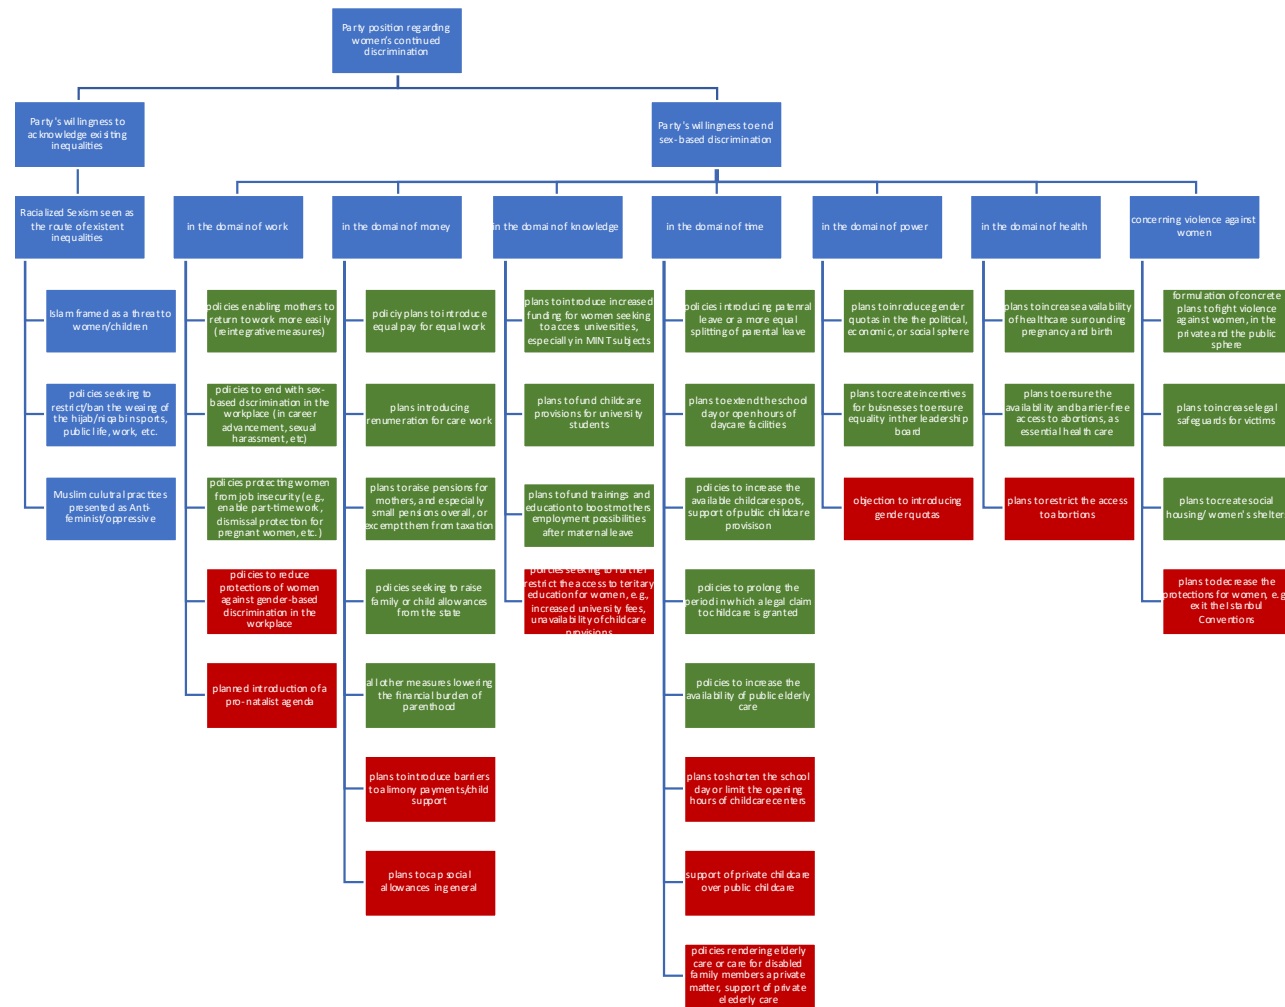 Party position regarding
women's continued
discrimination
Party's willingness to
acknowledge exisiting
inequalities
Party's willingness to end
sex-based discrimination
Racialized Sexism seen as
the route of existent
inequalities
in the domain of work
in the domain of money
in the domain of knowledge
in the domain of time
in the domain of power
in the domain of health
concerning violence against
women
Islam framed as a threat to
women/children
policies seeking to
restrict/ban the weaing of
the hijab/niqab in sports,
public life, work, etc.
Muslim culutral practices
presented as Anti-
feminist/oppressive
policies enabling mothers to
return to work more easily
(reintegrative measures)
policies to end with sex-
based dscrimination in the
workplace (in career
advancement, sexual
harassment, etc)
policies protecting women
from job insecurity (e.g.,
enable part-time work,
dismissal protection for
pregnant women, etc.)
policies to reduce
protections of women
against gender-based
discrimination in the
workplace
planned introduction of a
pro-natalist agenda
policiy plans to introduce
equal pay for equal work
plans introducing
renumeration for care work
plans to raise pensions for
mothers, and especially
small pensions overall, or
excempt them from taxation
policies seeking to raise
family or child allowances
from the state
all other measures lowering
the financial burden of
parenthood
plans to introduce barriers
to alimony payments/child
support
plans to cap social
allowances in general
plans to introduce increased
funding for women seeking
to access universities,
especially in MINT subjects
plans to fund childcare
provisions for university
students
plans to fund trainings and
education to boost mothers
employment possibilities
after maternal leave
policies seeking to further
restrict the access to teritary
education for women, e.g.,
increased university fees,
unavailability of childcare
provisions
policies introducing patenral
leave or a more equal
splitting of parental leave
plans to extend the school
day or open hours of
daycare facilities
policies to increase the
available childcare spots,
support of public childcare
provisison
policies to prolong the
period in which a legal claim
to childcare is granted
policies to increase the
availability of public elderly
care
plans to shorten the school
day or limit the opening
hours of childcare centers
support of private childcare
over public childcare
policies rendering elderly
care or care for disabled
family members a private
matter, support of private
elederly care
plans to inroduce gender
quotas in the the political,
economic, or social sphere
plans to create incentives
for buisnesses to ensure
equality in ther leadership
board
objection to introducing
gender quotas
plans to increase availability
of healthcare surrounding
pregnancy and birth
plans to ensure the
availability and barrier-free
access to abortions, as
essential health care
plans to restrict the access
to abortions
formulation of concrete
plans to fight violence
against women, in the
private and the public
sphere
plans to increase legal
safeguards for victims
plans to create social
housing/ women's shelter
plans to decrease the
protections for women, e.g.
exit the Istanbul
Conventions